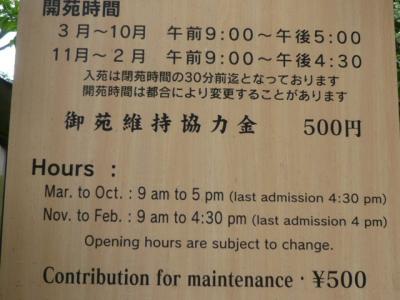 開苑時間
3月～10月 午前9:00～午後5:00
11月～2月 午前9:00～午後4:30
入苑は閉苑時間の30分前迄となっております
開苑時間は都合により変更することがあります
御苑維持協力金 500円
Hours :
Mar. to Oct. : 9 am to 5 pm (last admission 4:30 pm)
Nov. to Feb. : 9 am to 4:30 pm (last admission 4 pm)
Opening hours are subject to change.
Contribution for maintenance · ¥500